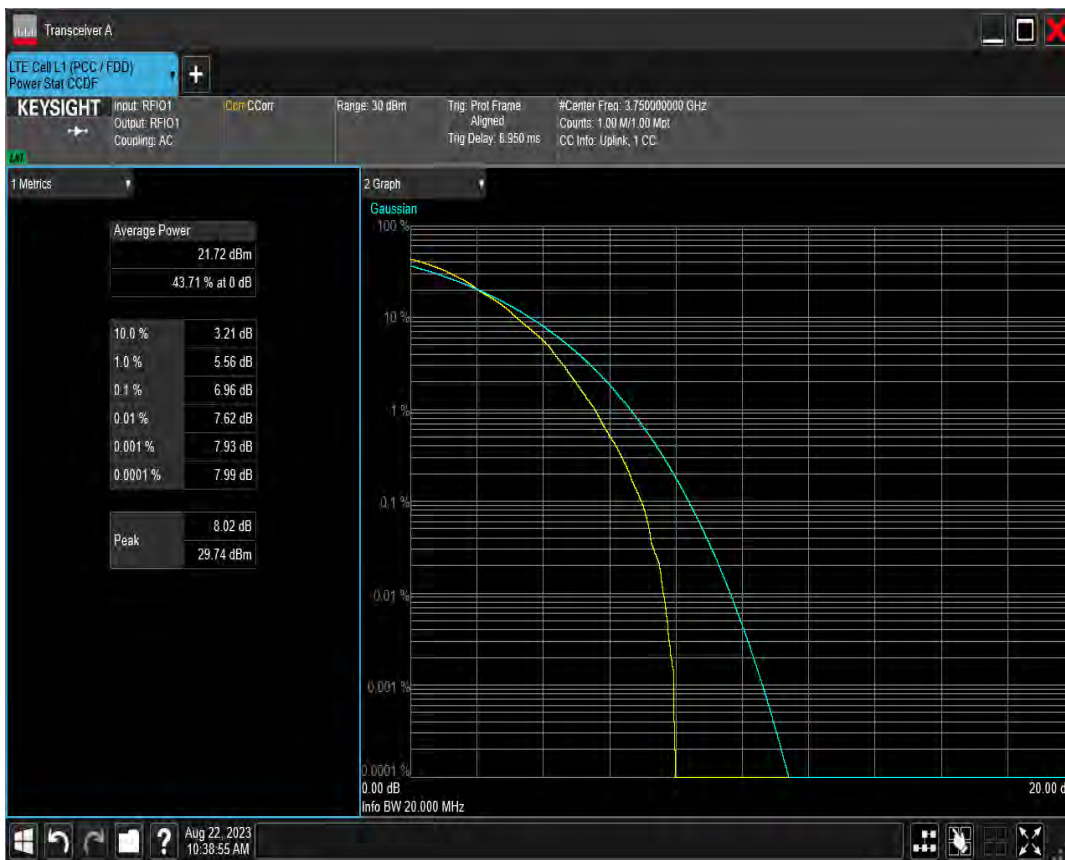 Transceiver A
LTE Cell L1 (PCC / FDD)
Power Stat CCDF
+
KEYSIGHT
Input: RFIO1
Output: RFIO1
Coupling: AC
Corr CCorr
Range: 30 dBm
Trig: Prot Frame
Aligned
Trig Delay: 8.950 ms
#Center Freq: 3.750000000 GHz
Counts: 1.00 M/1.00 Mpt
CC Info: Uplink, 1 CC
1 Metrics
Average Power
21.72 dBm
43.71 % at 0 dB
10.0 % 3.21 dB
1.0 % 5.56 dB
0.1 % 6.96 dB
0.01 % 7.62 dB
0.001 % 7.93 dB
0.0001 % 7.99 dB
Peak
8.02 dB
29.74 dBm
2 Graph
Gaussian
100 %
10 %
1 %
0.1 %
0.01 %
0.001 %
0.0001 %
0.00 dB
20.00 d
Info BW 20.000 MHz
?
Aug 22, 2023
10:38:55 AM